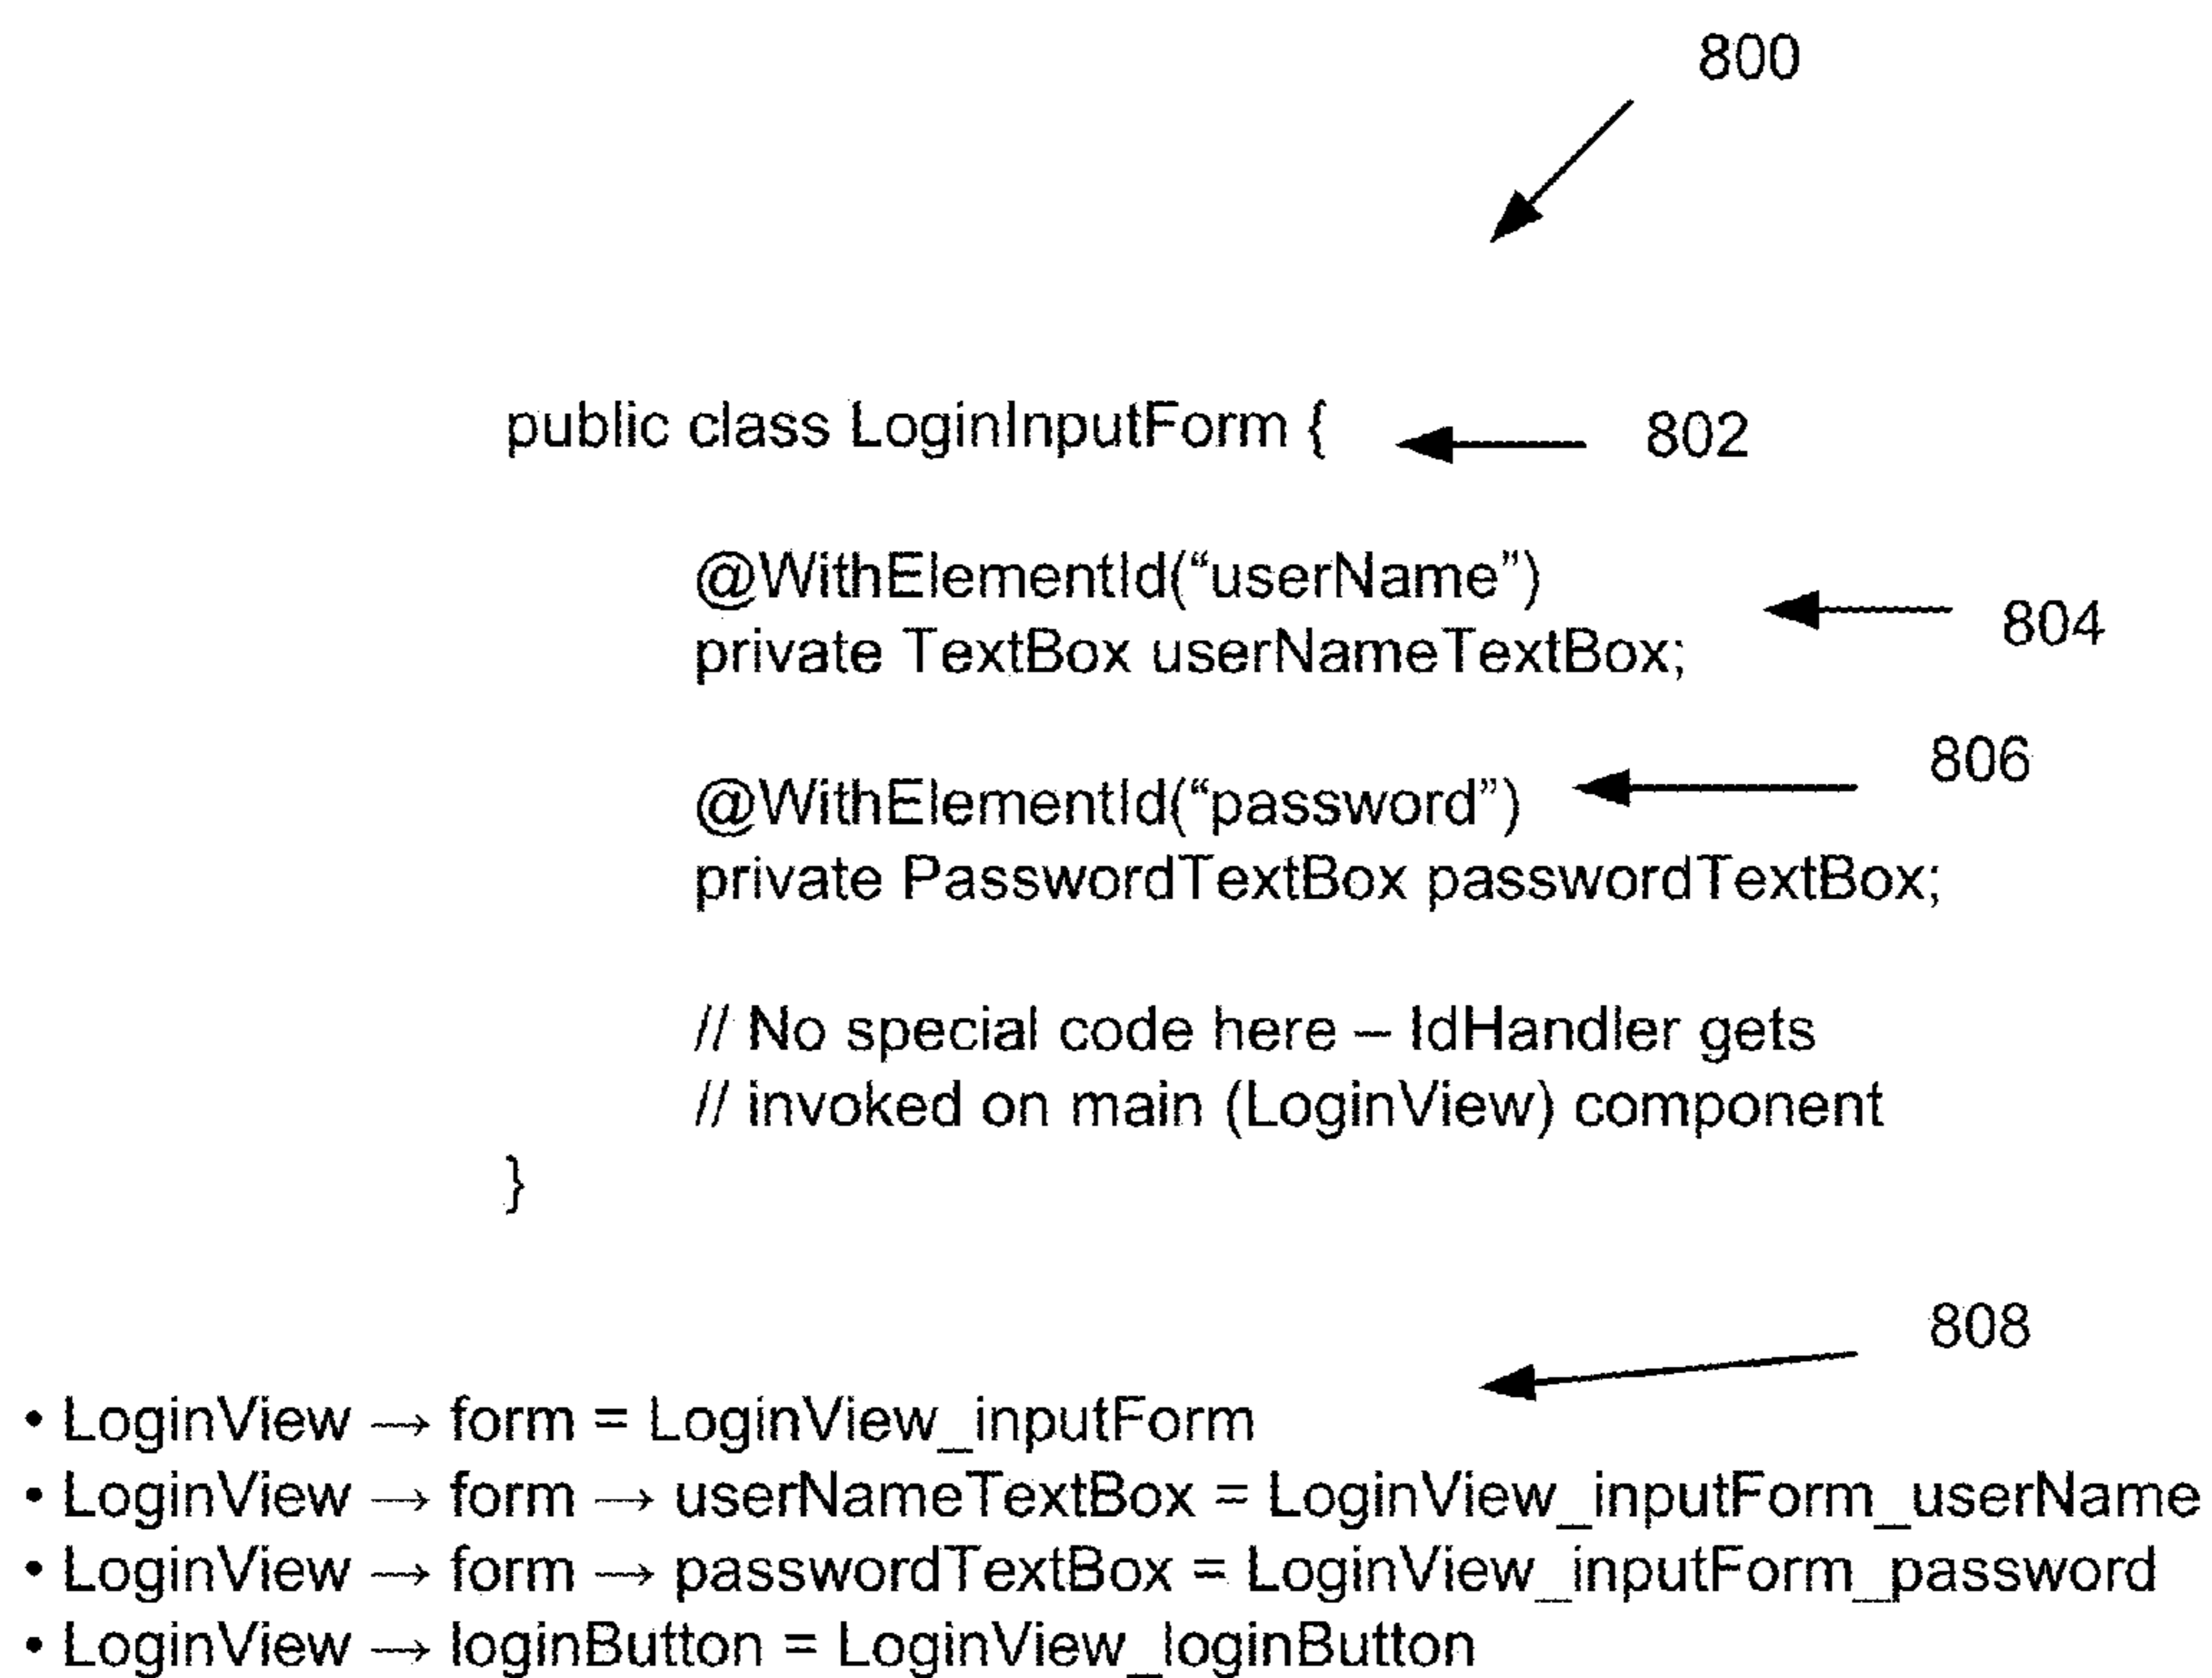 800
public class LoginInputForm { 802
@WithElementId(“userName”)
private TextBox userNameTextBox; 804
806
@WithElementId(“password”)
private PasswordTextBox passwordTextBox;
// No special code here – IdHandler gets
// invoked on main (LoginView) component
}
808
• LoginView → form = LoginView_inputForm
• LoginView → form → userNameTextBox = LoginView_inputForm_userName
• LoginView → form → passwordTextBox = LoginView_inputForm_password
• LoginView → loginButton = LoginView_loginButton